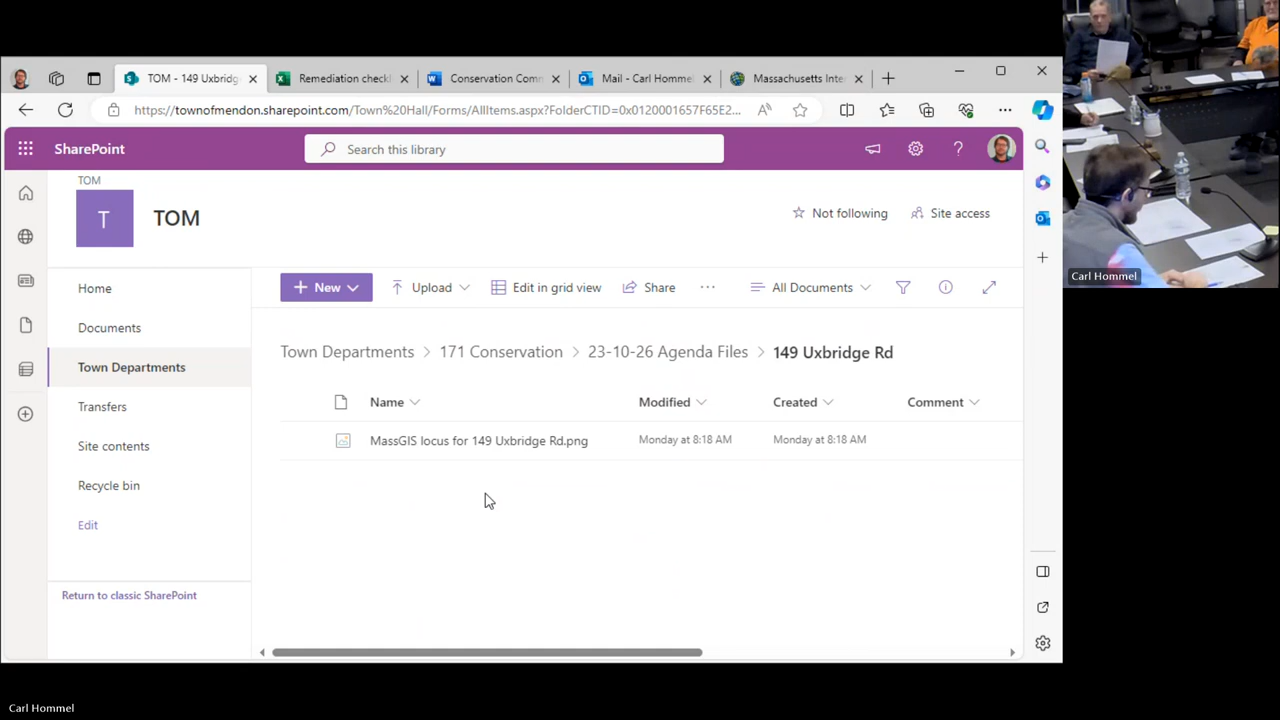 TOM - 149 Uxbridg
Remediation check
Conservation Com
Mail - Carl Homme
Massachusetts Inte
https://townofmendon.sharepoint.com/Town%20Hall/Forms/AllItems.aspx?FolderCTID=0x0120001657F65E2...
SharePoint
Search this library
TOM
T
TOM
Not following
Site access
Home
Documents
Town Departments
Transfers
Site contents
Recycle bin
Edit
Return to classic SharePoint
New
Upload
Edit in grid view
Share
All Documents
Town Departments > 171 Conservation > 23-10-26 Agenda Files > 149 Uxbridge Rd
Name
Modified
Created
Comment
MassGIS locus for 149 Uxbridge Rd.png
Monday at 8:18 AM
Monday at 8:18 AM
Carl Hommel
Carl Hommel